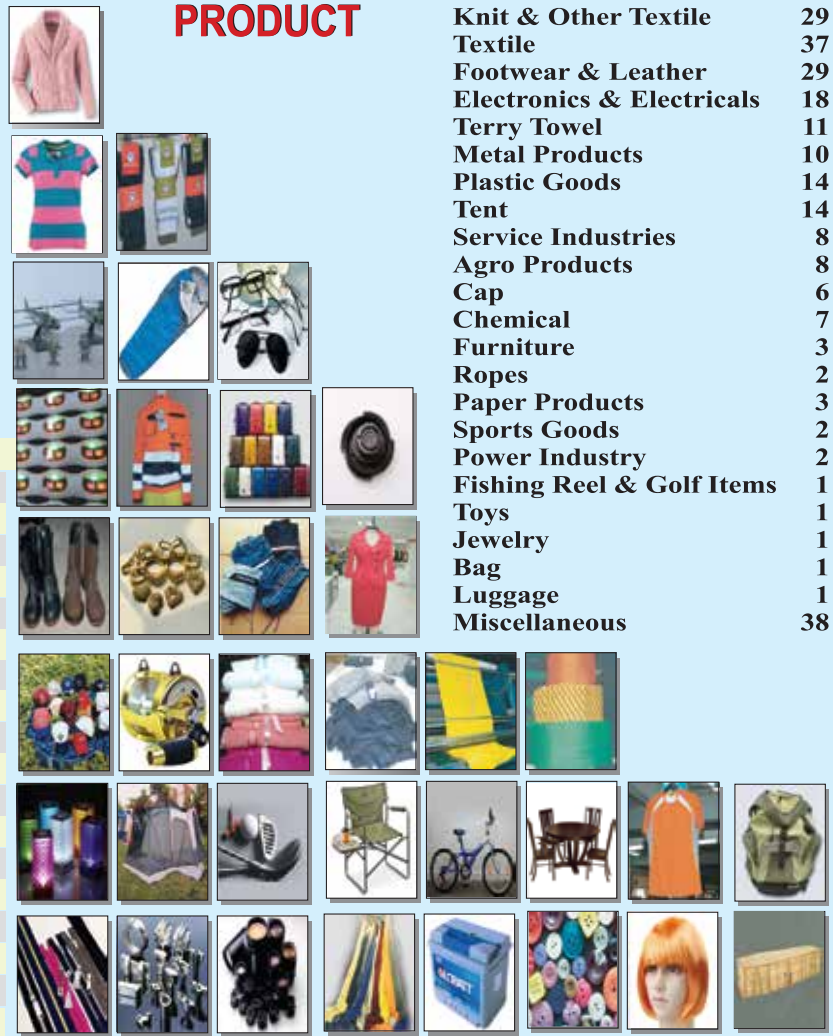 PRODUCT
Knit & Other Textile 29
Textile 37
Footwear & Leather 29
Electronics & Electricals 18
Terry Towel 11
Metal Products 10
Plastic Goods 14
Tent 14
Service Industries 8
Agro Products 8
Cap 6
Chemical 7
Furniture 3
Ropes 2
Paper Products 3
Sports Goods 2
Power Industry 2
Fishing Reel & Golf Items 1
Toys 1
Jewelry 1
Bag 1
Luggage 1
Miscellaneous 38